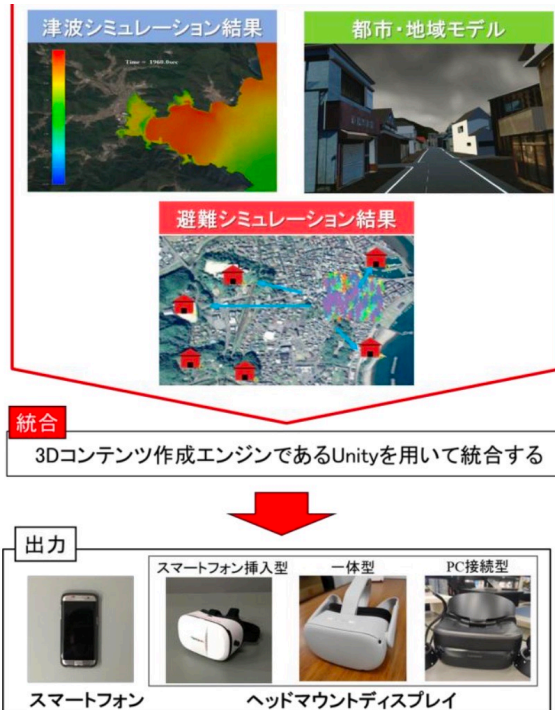 津波シミュレーション結果
都市・地域モデル
Time = 1960.0sec
避難シミュレーション結果
統合
3Dコンテンツ作成エンジンであるUnityを用いて統合する
出力
スマートフォン挿入型
一体型
PC接続型
スマートフォン
ヘッドマウントディスプレイ